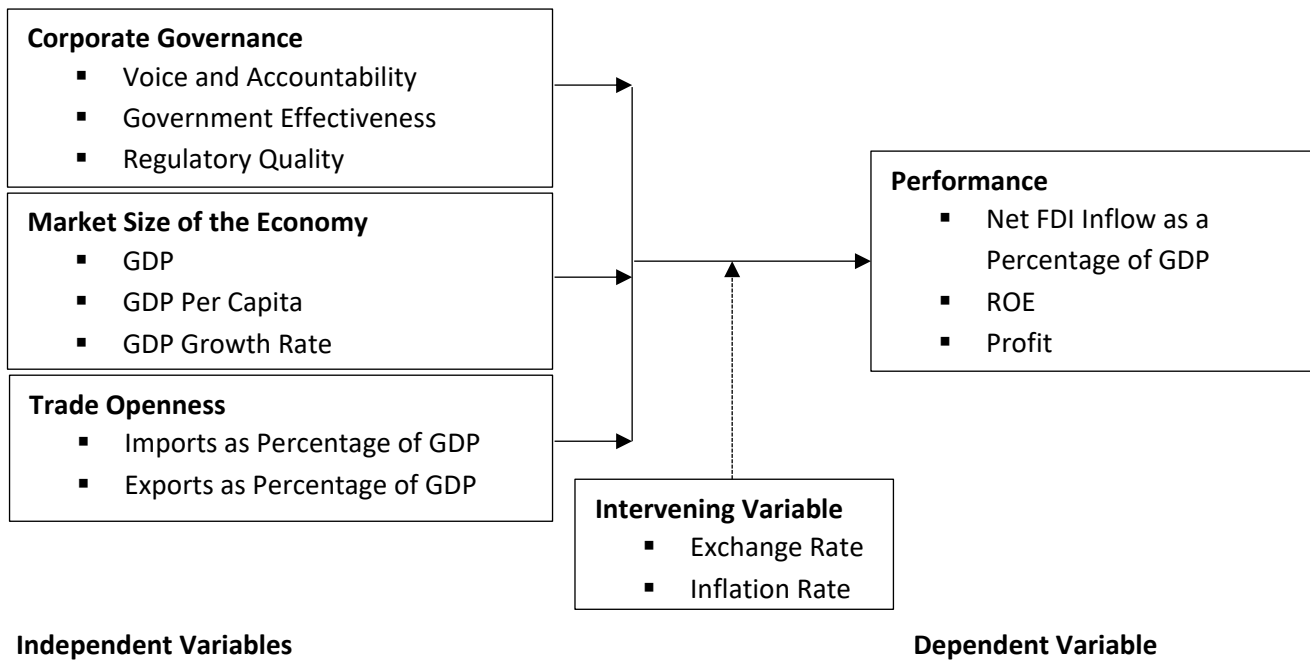 Corporate Governance
▪ Voice and Accountability
▪ Government Effectiveness
▪ Regulatory Quality
Market Size of the Economy
▪ GDP
▪ GDP Per Capita
▪ GDP Growth Rate
Trade Openness
▪ Imports as Percentage of GDP
▪ Exports as Percentage of GDP
Intervening Variable
▪ Exchange Rate
▪ Inflation Rate
Performance
▪ Net FDI Inflow as a
Percentage of GDP
▪ ROE
▪ Profit
Independent Variables
Dependent Variable